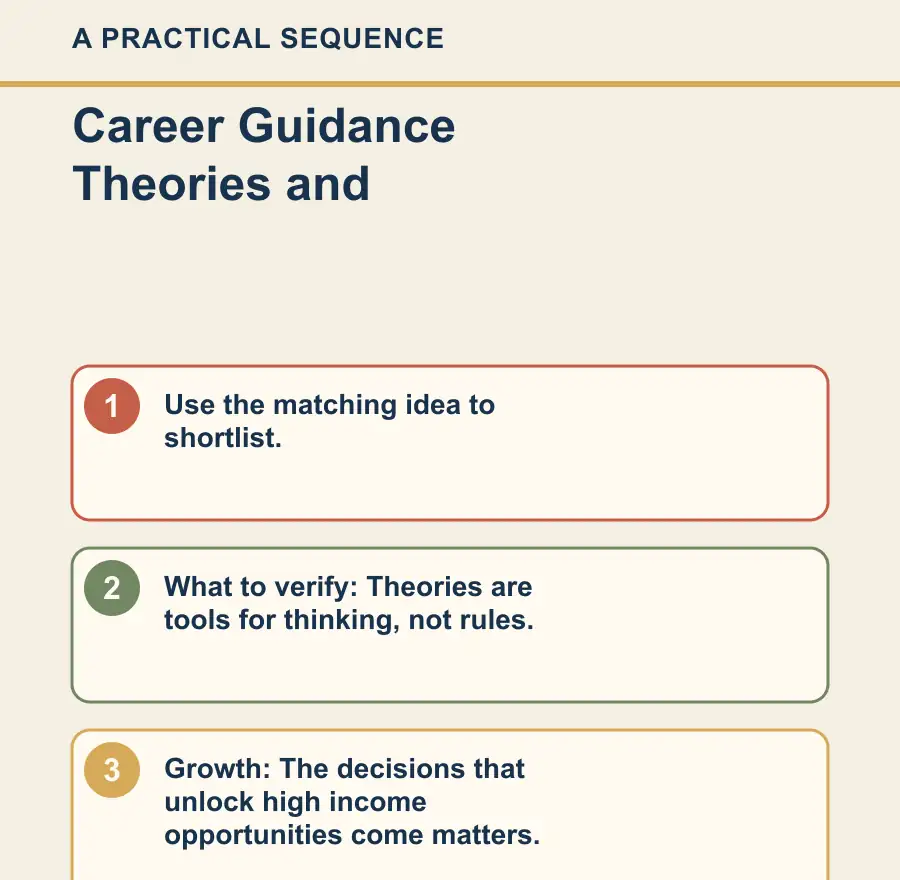 A PRACTICAL SEQUENCE
Career Guidance
Theories and
1
Use the matching idea to
shortlist.
2
What to verify: Theories are
tools for thinking, not rules.
3
Growth: The decisions that
unlock high income
opportunities come matters.